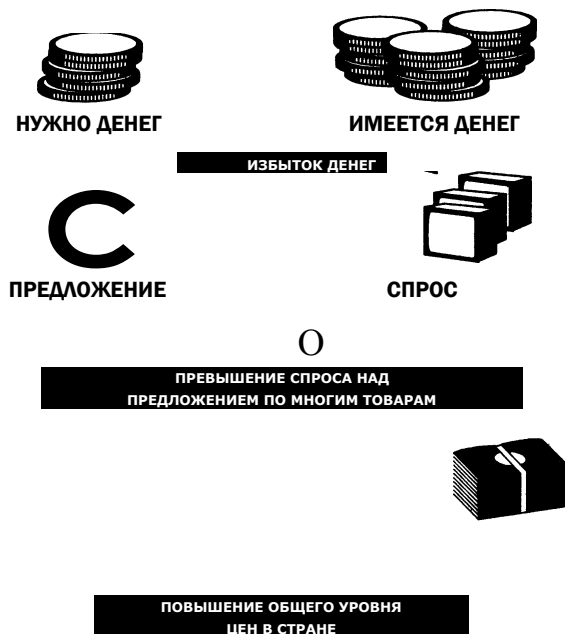 НУЖНО ДЕНЕГ
ИМЕЕТСЯ ДЕНЕГ
ИЗБЫТОК ДЕНЕГ
С
ПРЕДЛОЖЕНИЕ
СПРОС
О
ПРЕВЫШЕНИЕ СПРОСА НАД
ПРЕДЛОЖЕНИЕМ ПО МНОГИМ ТОВАРАМ
ПОВЫШЕНИЕ ОБЩЕГО УРОВНЯ
ЦЕН В СТРАНЕ